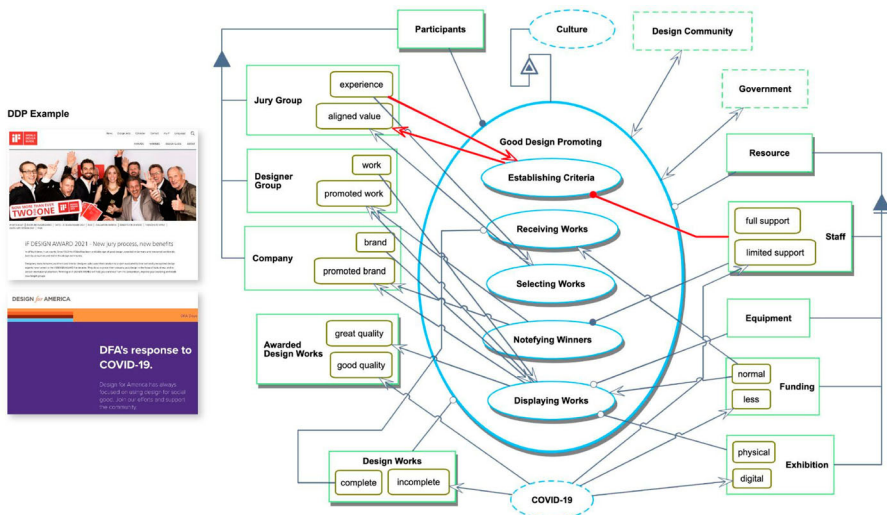 DDP Example
iF
NOW MORE THAN EVER
TWO!ONE
IF DESIGN AWARD 2021 - New jury process, new benefits
DESIGN for AMERICA
DFA's response to
COVID-19.
Design for America has always
focused on using design for social
good. Join our efforts and support
the community.
Participants
Culture
Design Community
Government
Jury Group
experience
aligned value
Good Design Promoting
Establishing Criteria
Resource
Designer
Group
work
promoted work
Receiving Works
full support
limited support
Staff
Company
brand
promoted brand
Selecting Works
Awarded
Design Works
great quality
good quality
Notefying Winners
Equipment
Displaying Works
normal
less
Funding
Design Works
complete
incomplete
COVID-19
physical
digital
Exhibition